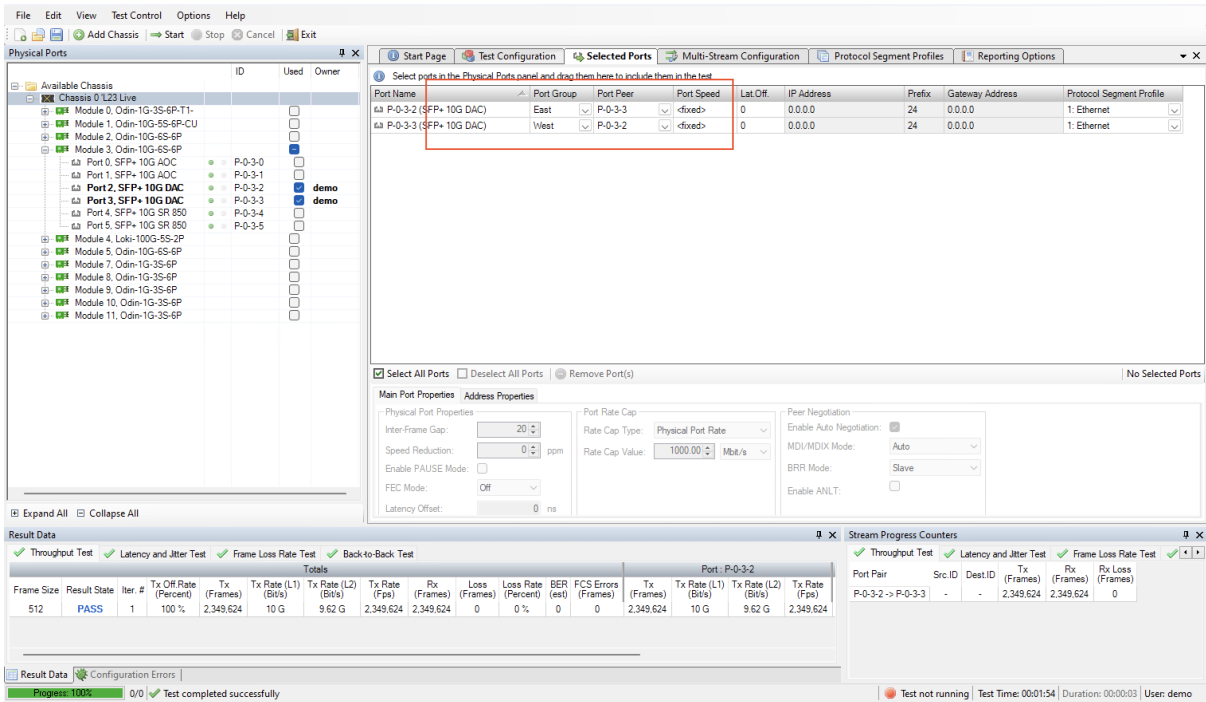 File Edit View Test Control Options Help
Add Chassis Start Stop Cancel Exit
Physical Ports
ID Used Owner
Available Chassis
Chassis 0 'L23 Live
Module 0, Odin-1G-3S-6P-T1-
Module 1, Odin-10G-5S-6P-CU
Module 2, Odin-10G-6S-6P
Module 3, Odin-10G-6S-6P
Port 0, SFP+ 10G AOC P-0-3-0
Port 1, SFP+ 10G AOC P-0-3-1
Port 2, SFP+ 10G DAC P-0-3-2 demo
Port 3, SFP+ 10G DAC P-0-3-3 demo
Port 4, SFP+ 10G SR 850 P-0-3-4
Port 5, SFP+ 10G SR 850 P-0-3-5
Module 4, Loki-100G-5S-2P
Module 5, Odin-10G-6S-6P
Module 7, Odin-1G-3S-6P
Module 8, Odin-1G-3S-6P
Module 9, Odin-1G-3S-6P
Module 10, Odin-1G-3S-6P
Module 11, Odin-1G-3S-6P
Expand All Collapse All
Start Page Test Configuration Selected Ports Multi-Stream Configuration Protocol Segment Profiles Reporting Options
Select ports in the Physical Ports panel and drag them here to include them in the test
Port Name Port Group Port Peer Port Speed Lat.Off. IP Address Prefix Gateway Address Protocol Segment Profile
P-0-3-2 (SFP+ 10G DAC) East P-0-3-3 <fixed> 0 0.0.0.0 24 0.0.0.0 1: Ethernet
P-0-3-3 (SFP+ 10G DAC) West P-0-3-2 <fixed> 0 0.0.0.0 24 0.0.0.0 1: Ethernet
Select All Ports Deselect All Ports Remove Port(s) No Selected Ports
Main Port Properties Address Properties
Physical Port Properties
Inter-Frame Gap: 20
Speed Reduction: 0 ppm
Enable PAUSE Mode:
FEC Mode: Off
Latency Offset: 0 ns
Port Rate Cap
Rate Cap Type: Physical Port Rate
Rate Cap Value: 1000.00 Mbit/s
Peer Negotiation
Enable Auto Negotiation:
MDI/MDIX Mode: Auto
BRR Mode: Slave
Enable ANLT:
Result Data
Throughput Test Latency and Jitter Test Frame Loss Rate Test Back-to-Back Test
Totals Port : P-0-3-2
Frame Size Result State Iter. # Tx Off.Rate (Percent) Tx (Frames) Tx Rate (L1) (Bit/s) Tx Rate (L2) (Bit/s) Tx Rate (Fps) Rx (Frames) Loss (Frames) Loss Rate (Percent) BER (est) FCS Errors (Frames) Tx (Frames) Tx Rate (L1) (Bit/s) Tx Rate (L2) (Bit/s) Tx Rate (Fps)
512 PASS 1 100 % 2,349,624 10 G 9.62 G 2,349,624 2,349,624 0 0 % 0 0 2,349,624 10 G 9.62 G 2,349,624
Result Data Configuration Errors
Stream Progress Counters
Throughput Test Latency and Jitter Test Frame Loss Rate Test
Port Pair Src.ID Dest.ID Tx (Frames) Rx (Frames) Rx Loss (Frames)
P-0-3-2 -> P-0-3-3 - - 2,349,624 2,349,624 0
Progress: 100% 0/0 Test completed successfully Test not running Test Time: 00:01:54 Duration: 00:00:03 User: demo